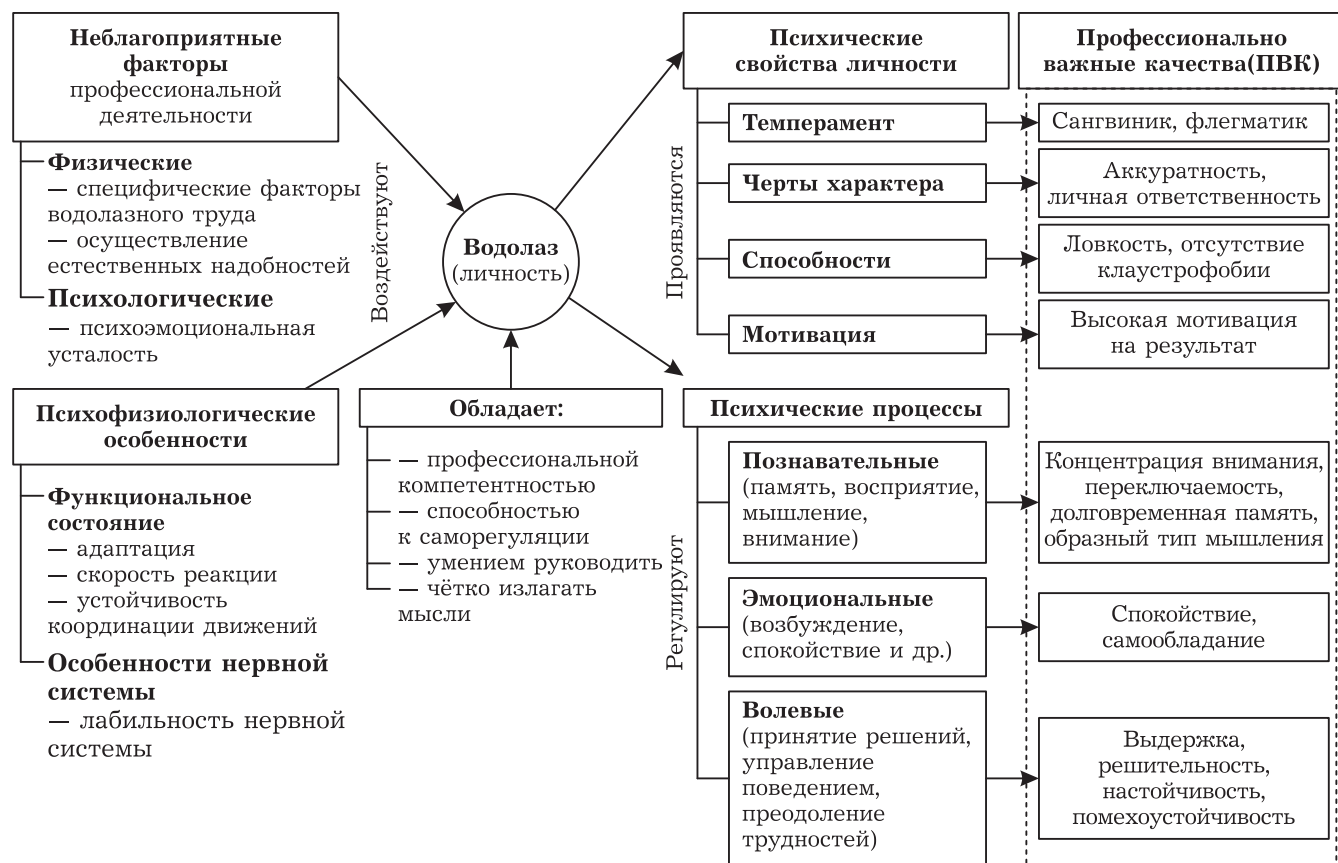 Неблагоприятные
факторы
профессиональной
деятельности
Физические
— специфические факторы
водолазного труда
— осуществление
естественных надобностей
Психологические
— психоэмоциональная
усталость
Воздействуют
Психофизиологические
особенности
Функциональное
состояние
— адаптация
— скорость реакции
— устойчивость
координации движений
Особенности нервной
системы
— лабильность нервной
системы
Водолаз
(личность)
Обладает:
— профессиональной
компетентностью
— способностью
к саморегуляции
— умением руководить
— чётко излагать
мысли
Психические
свойства личности
Проявляются
Темперамент
Черты характера
Способности
Мотивация
Профессионально
важные качества(ПВК)
Сангвиник, флегматик
Аккуратность,
личная ответственность
Ловкость, отсутствие
клаустрофобии
Высокая мотивация
на результат
Психические процессы
Регулируют
Познавательные
(память, восприятие,
мышление,
внимание)
Концентрация внимания,
переключаемость,
долговременная память,
образный тип мышления
Эмоциональные
(возбуждение,
спокойствие и др.)
Спокойствие,
самообладание
Волевые
(принятие решений,
управление
поведением,
преодоление
трудностей)
Выдержка,
решительность,
настойчивость,
помехоустойчивость